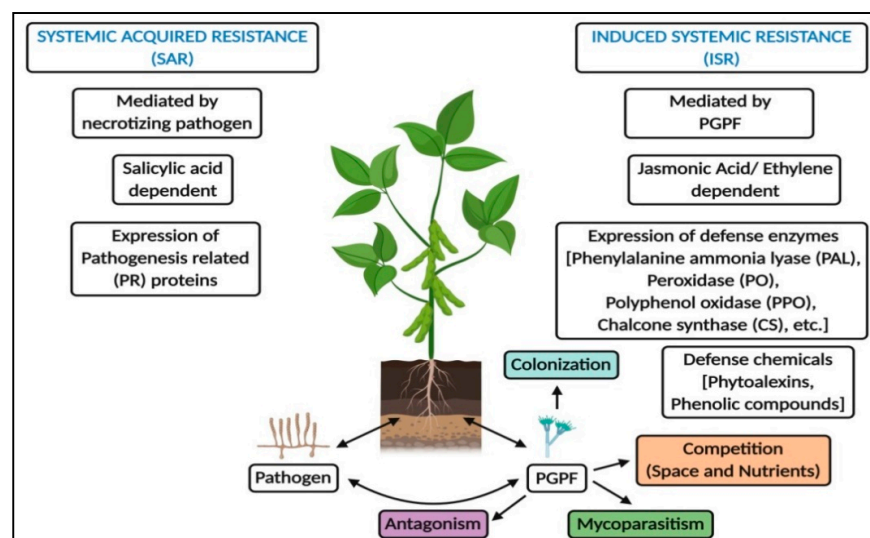 SYSTEMIC ACQUIRED RESISTANCE
(SAR)
Mediated by
necrotizing pathogen
Salicylic acid
dependent
Expression of
Pathogenesis related
(PR) proteins
INDUCED SYSTEMIC RESISTANCE
(ISR)
Mediated by
PGPF
Jasmonic Acid/ Ethylene
dependent
Expression of defense enzymes
[Phenylalanine ammonia lyase (PAL),
Peroxidase (PO),
Polyphenol oxidase (PPO),
Chalcone synthase (CS), etc.]
Defense chemicals
[Phytoalexins,
Phenolic compounds]
Colonization
Pathogen
PGPF
Competition
(Space and Nutrients)
Antagonism
Mycoparasitism